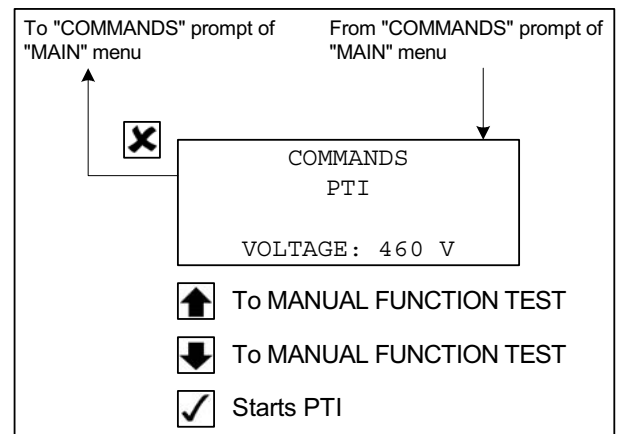 To "COMMANDS" prompt of
"MAIN" menu
From "COMMANDS" prompt of
"MAIN" menu
COMMANDS
PTI
VOLTAGE: 460 V
To MANUAL FUNCTION TEST
To MANUAL FUNCTION TEST
Starts PTI